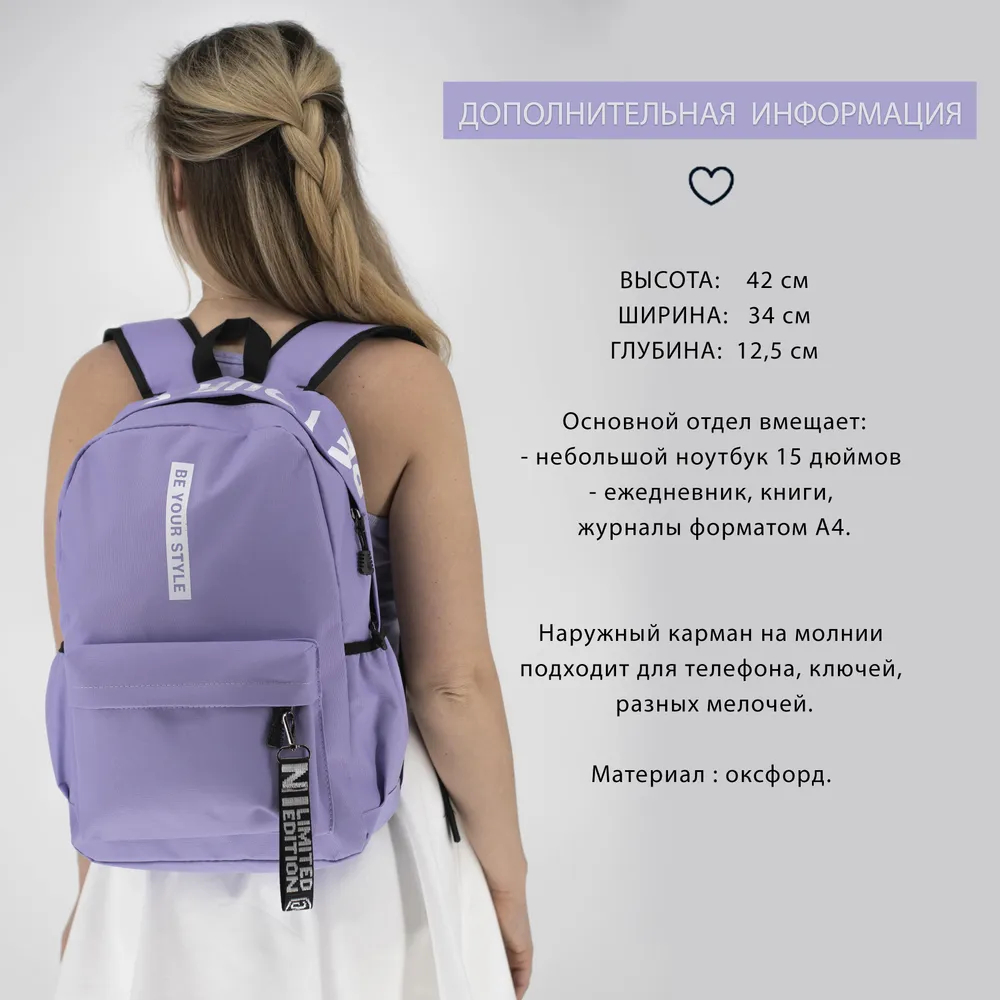 ДОПОЛНИТЕЛЬНАЯ ИНФОРМАЦИЯ
ВЫСОТА: 42 см
ШИРИНА: 34 см
ГЛУБИНА: 12,5 см
Основной отдел вмещает:
- небольшой ноутбук 15 дюймов
- ежедневник, книги,
журналы форматом А4.
Наружный карман на молнии
подходит для телефона, ключей,
разных мелочей.
Материал : оксфорд.
BE YOUR STYLE
LIMITED
EDITION